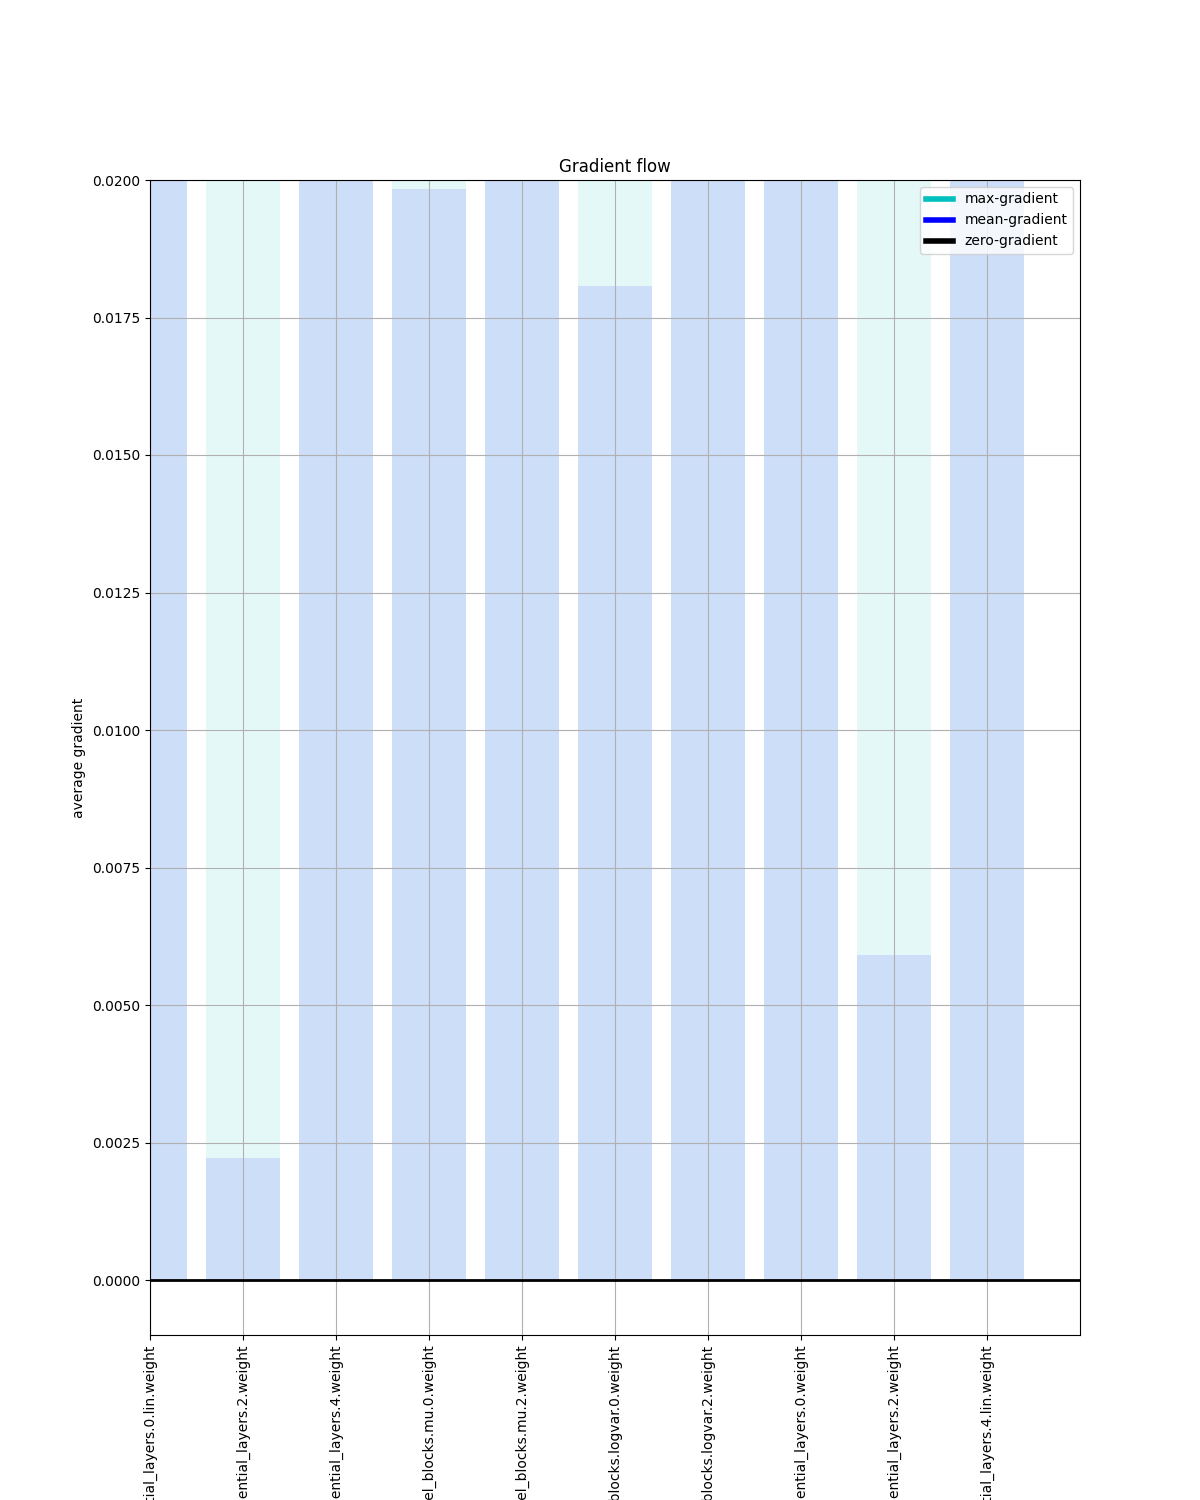 Gradient flow
max-gradient
mean-gradient
zero-gradient
average gradient
0.0200
0.0175
0.0150
0.0125
0.0100
0.0075
0.0050
0.0025
0.0000
tial_layers.0.lin.weight
ential_layers.2.weight
ential_layers.4.weight
el_blocks.mu.0.weight
el_blocks.mu.2.weight
blocks.logvar.0.weight
blocks.logvar.2.weight
ential_layers.0.weight
ential_layers.2.weight
tial_layers.4.lin.weight